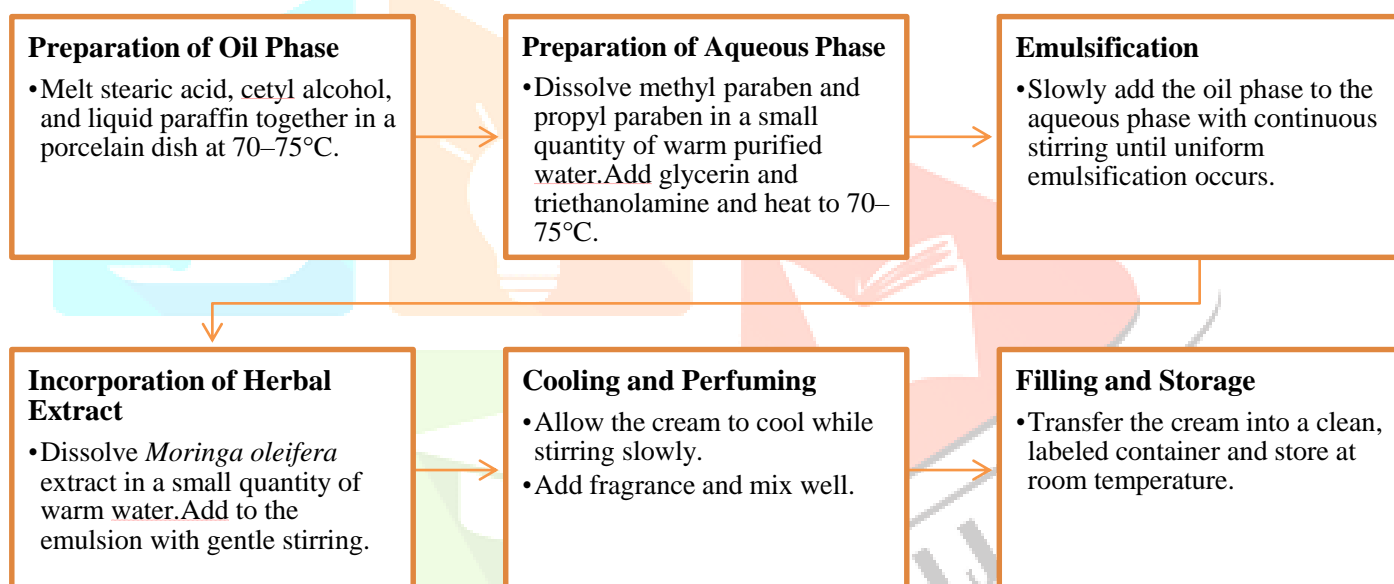 Preparation of Oil Phase
•Melt stearic acid, cetyl alcohol,
and liquid paraffin together in a
porcelain dish at 70–75°C.
Preparation of Aqueous Phase
•Dissolve methyl paraben and
propyl paraben in a small
quantity of warm purified
water.Add glycerin and
triethanolamine and heat to 70–
75°C.
Emulsification
•Slowly add the oil phase to the
aqueous phase with continuous
stirring until uniform
emulsification occurs.
Incorporation of Herbal
Extract
•Dissolve Moringa oleifera
extract in a small quantity of
warm water.Add to the
emulsion with gentle stirring.
Cooling and Perfuming
•Allow the cream to cool while
stirring slowly.
•Add fragrance and mix well.
Filling and Storage
•Transfer the cream into a clean,
labeled container and store at
room temperature.